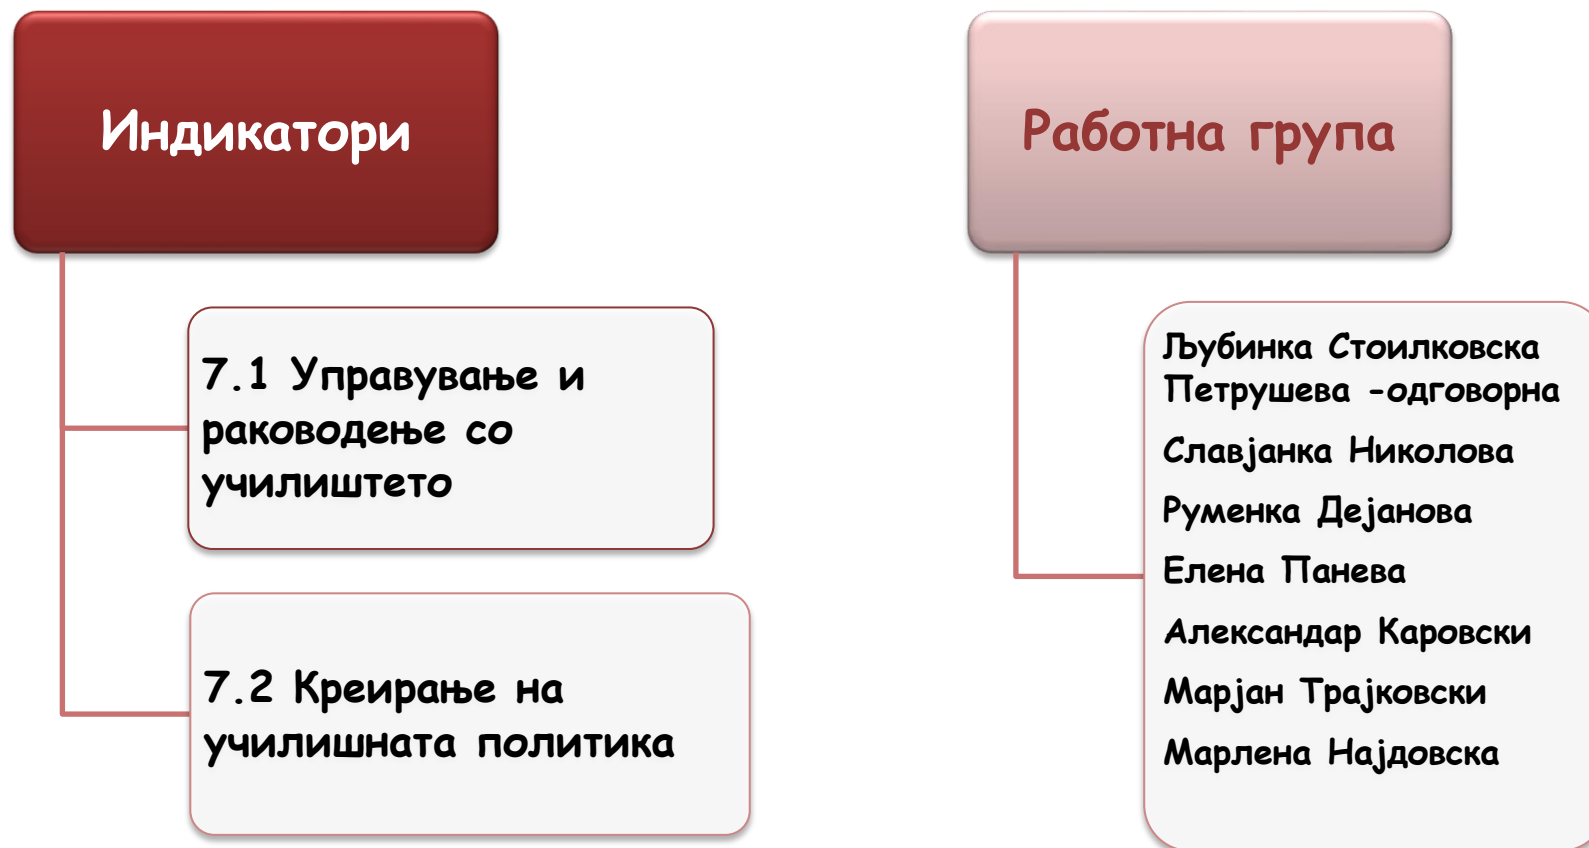 Индикатори
7.1 Управување и
раководење со
училиштето
7.2 Креирање на
училишната политика
Работна група
Љубинка Стоилковска
Петрушева -одговорна
Славјанка Николова
Руменка Дејанова
Елена Панева
Александар Каровски
Марјан Трајковски
Марлена Најдовска